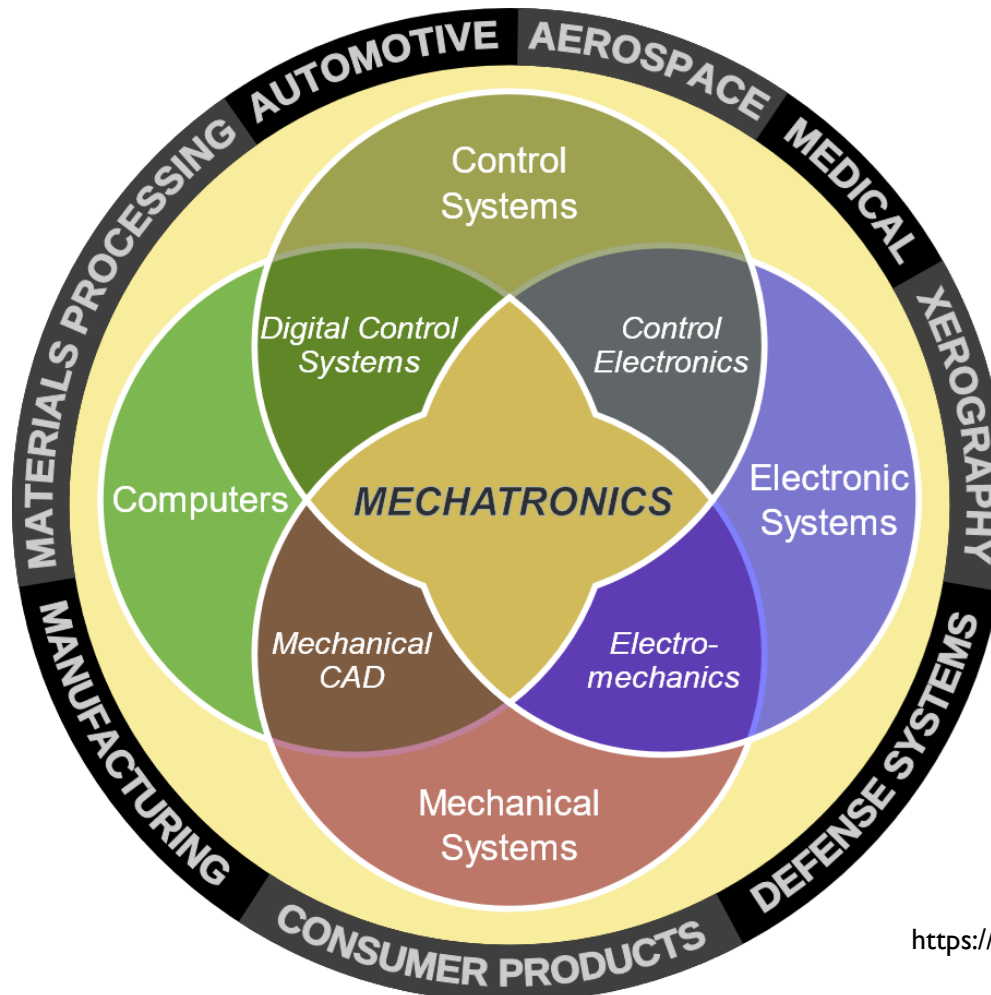 AUTOMOTIVE
AEROSPACE
MEDICAL
XEROGRAPHY
DEFENSE SYSTEMS
CONSUMER PRODUCTS
MANUFACTURING
MATERIALS PROCESSING
Control
Systems
Digital Control
Systems
Control
Electronics
Computers
MECHATRONICS
Electronic
Systems
Mechanical
CAD
Electro-
mechanics
Mechanical
Systems
https://